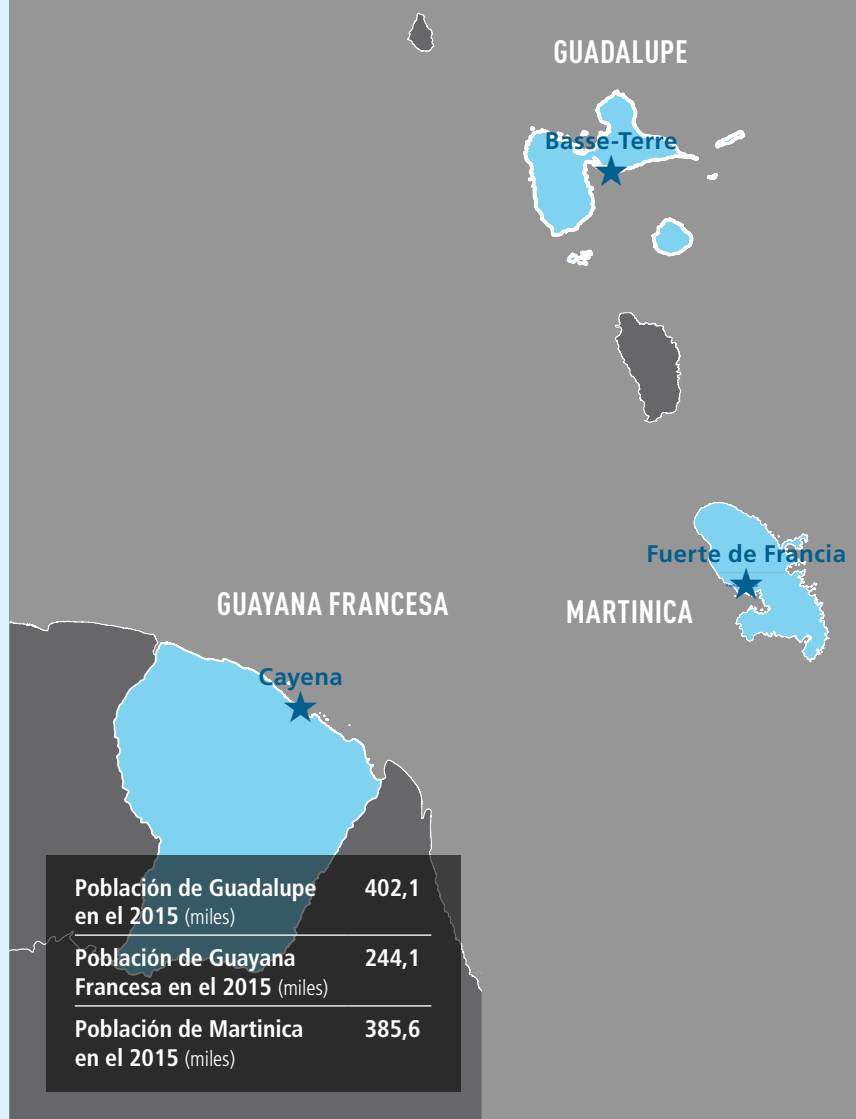 GUADALUPE
Basse-Terre
Fuerte de Francia
GUAYANA FRANCESA
MARTINICA
Cayena
Población de Guadalupe 402,1
en el 2015 (miles)
Población de Guayana 244,1
Francesa en el 2015 (miles)
Población de Martinica 385,6
en el 2015 (miles)